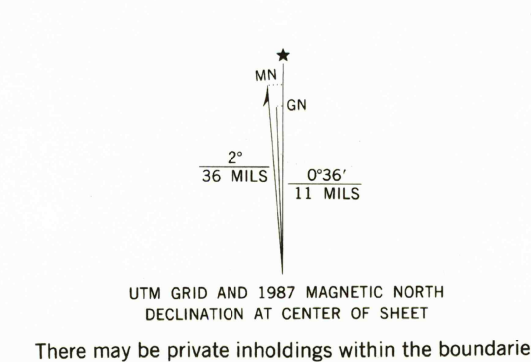 ★
MN
GN
2°
36 MILS
0°36′
11 MILS
UTM GRID AND 1987 MAGNETIC NORTH
DECLINATION AT CENTER OF SHEET
There may be private inholdings within the boundarie